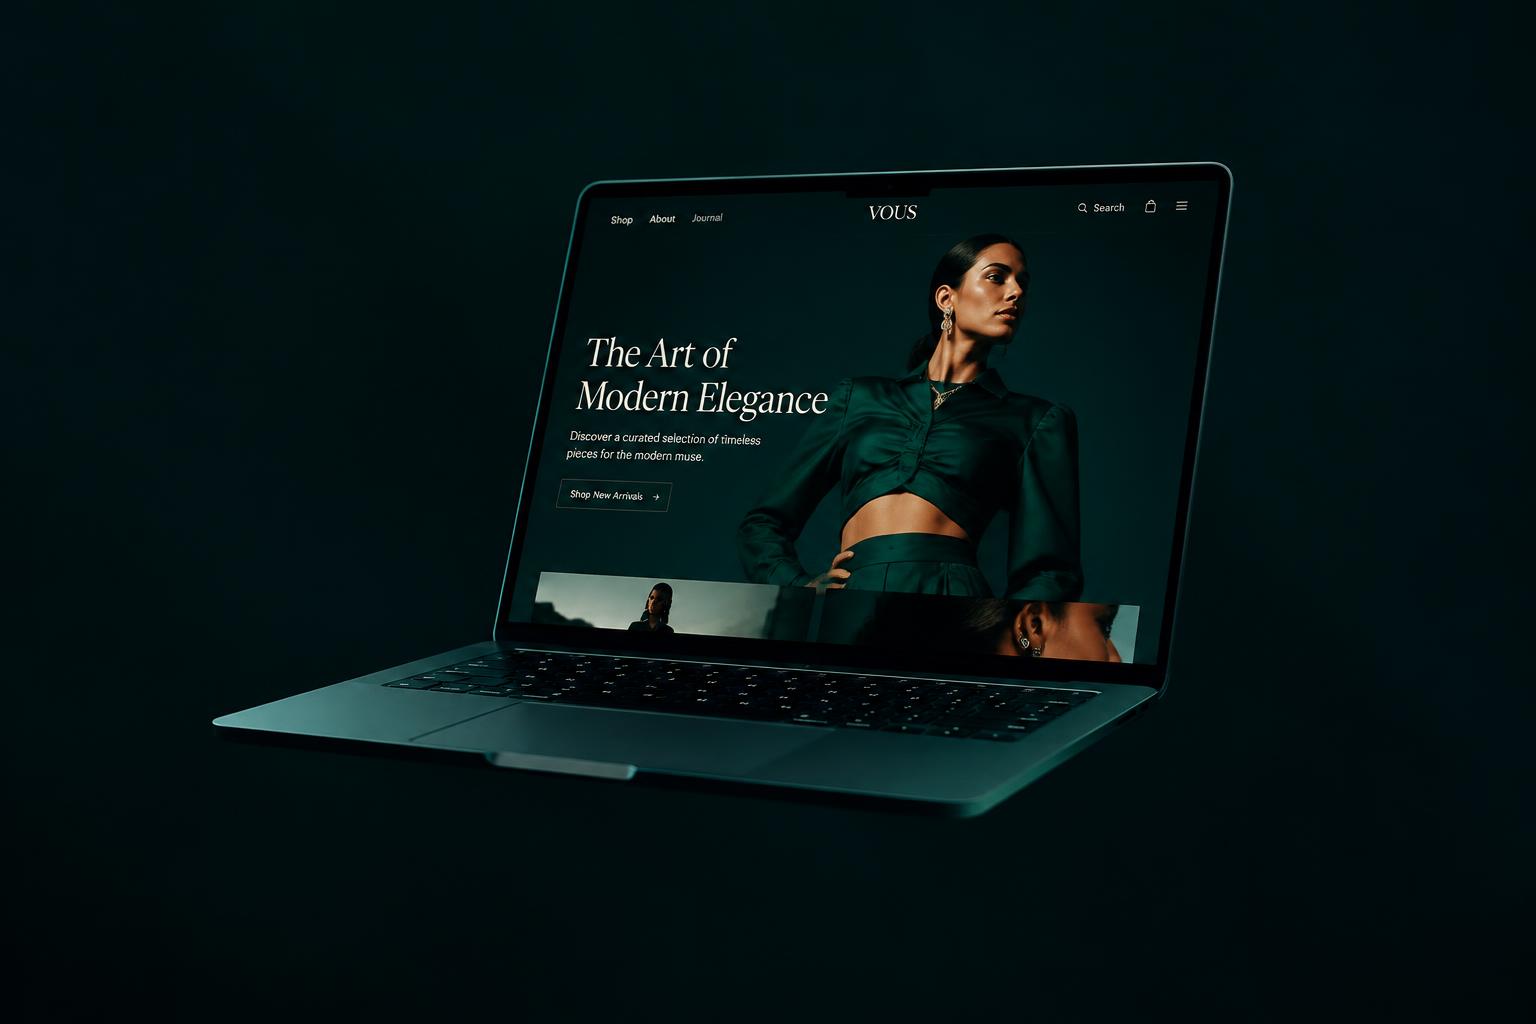 Shop About Journal
VOUS
Search
The Art of
Modern Elegance
Discover a curated selection of timeless
pieces for the modern muse.
Shop New Arrivals →